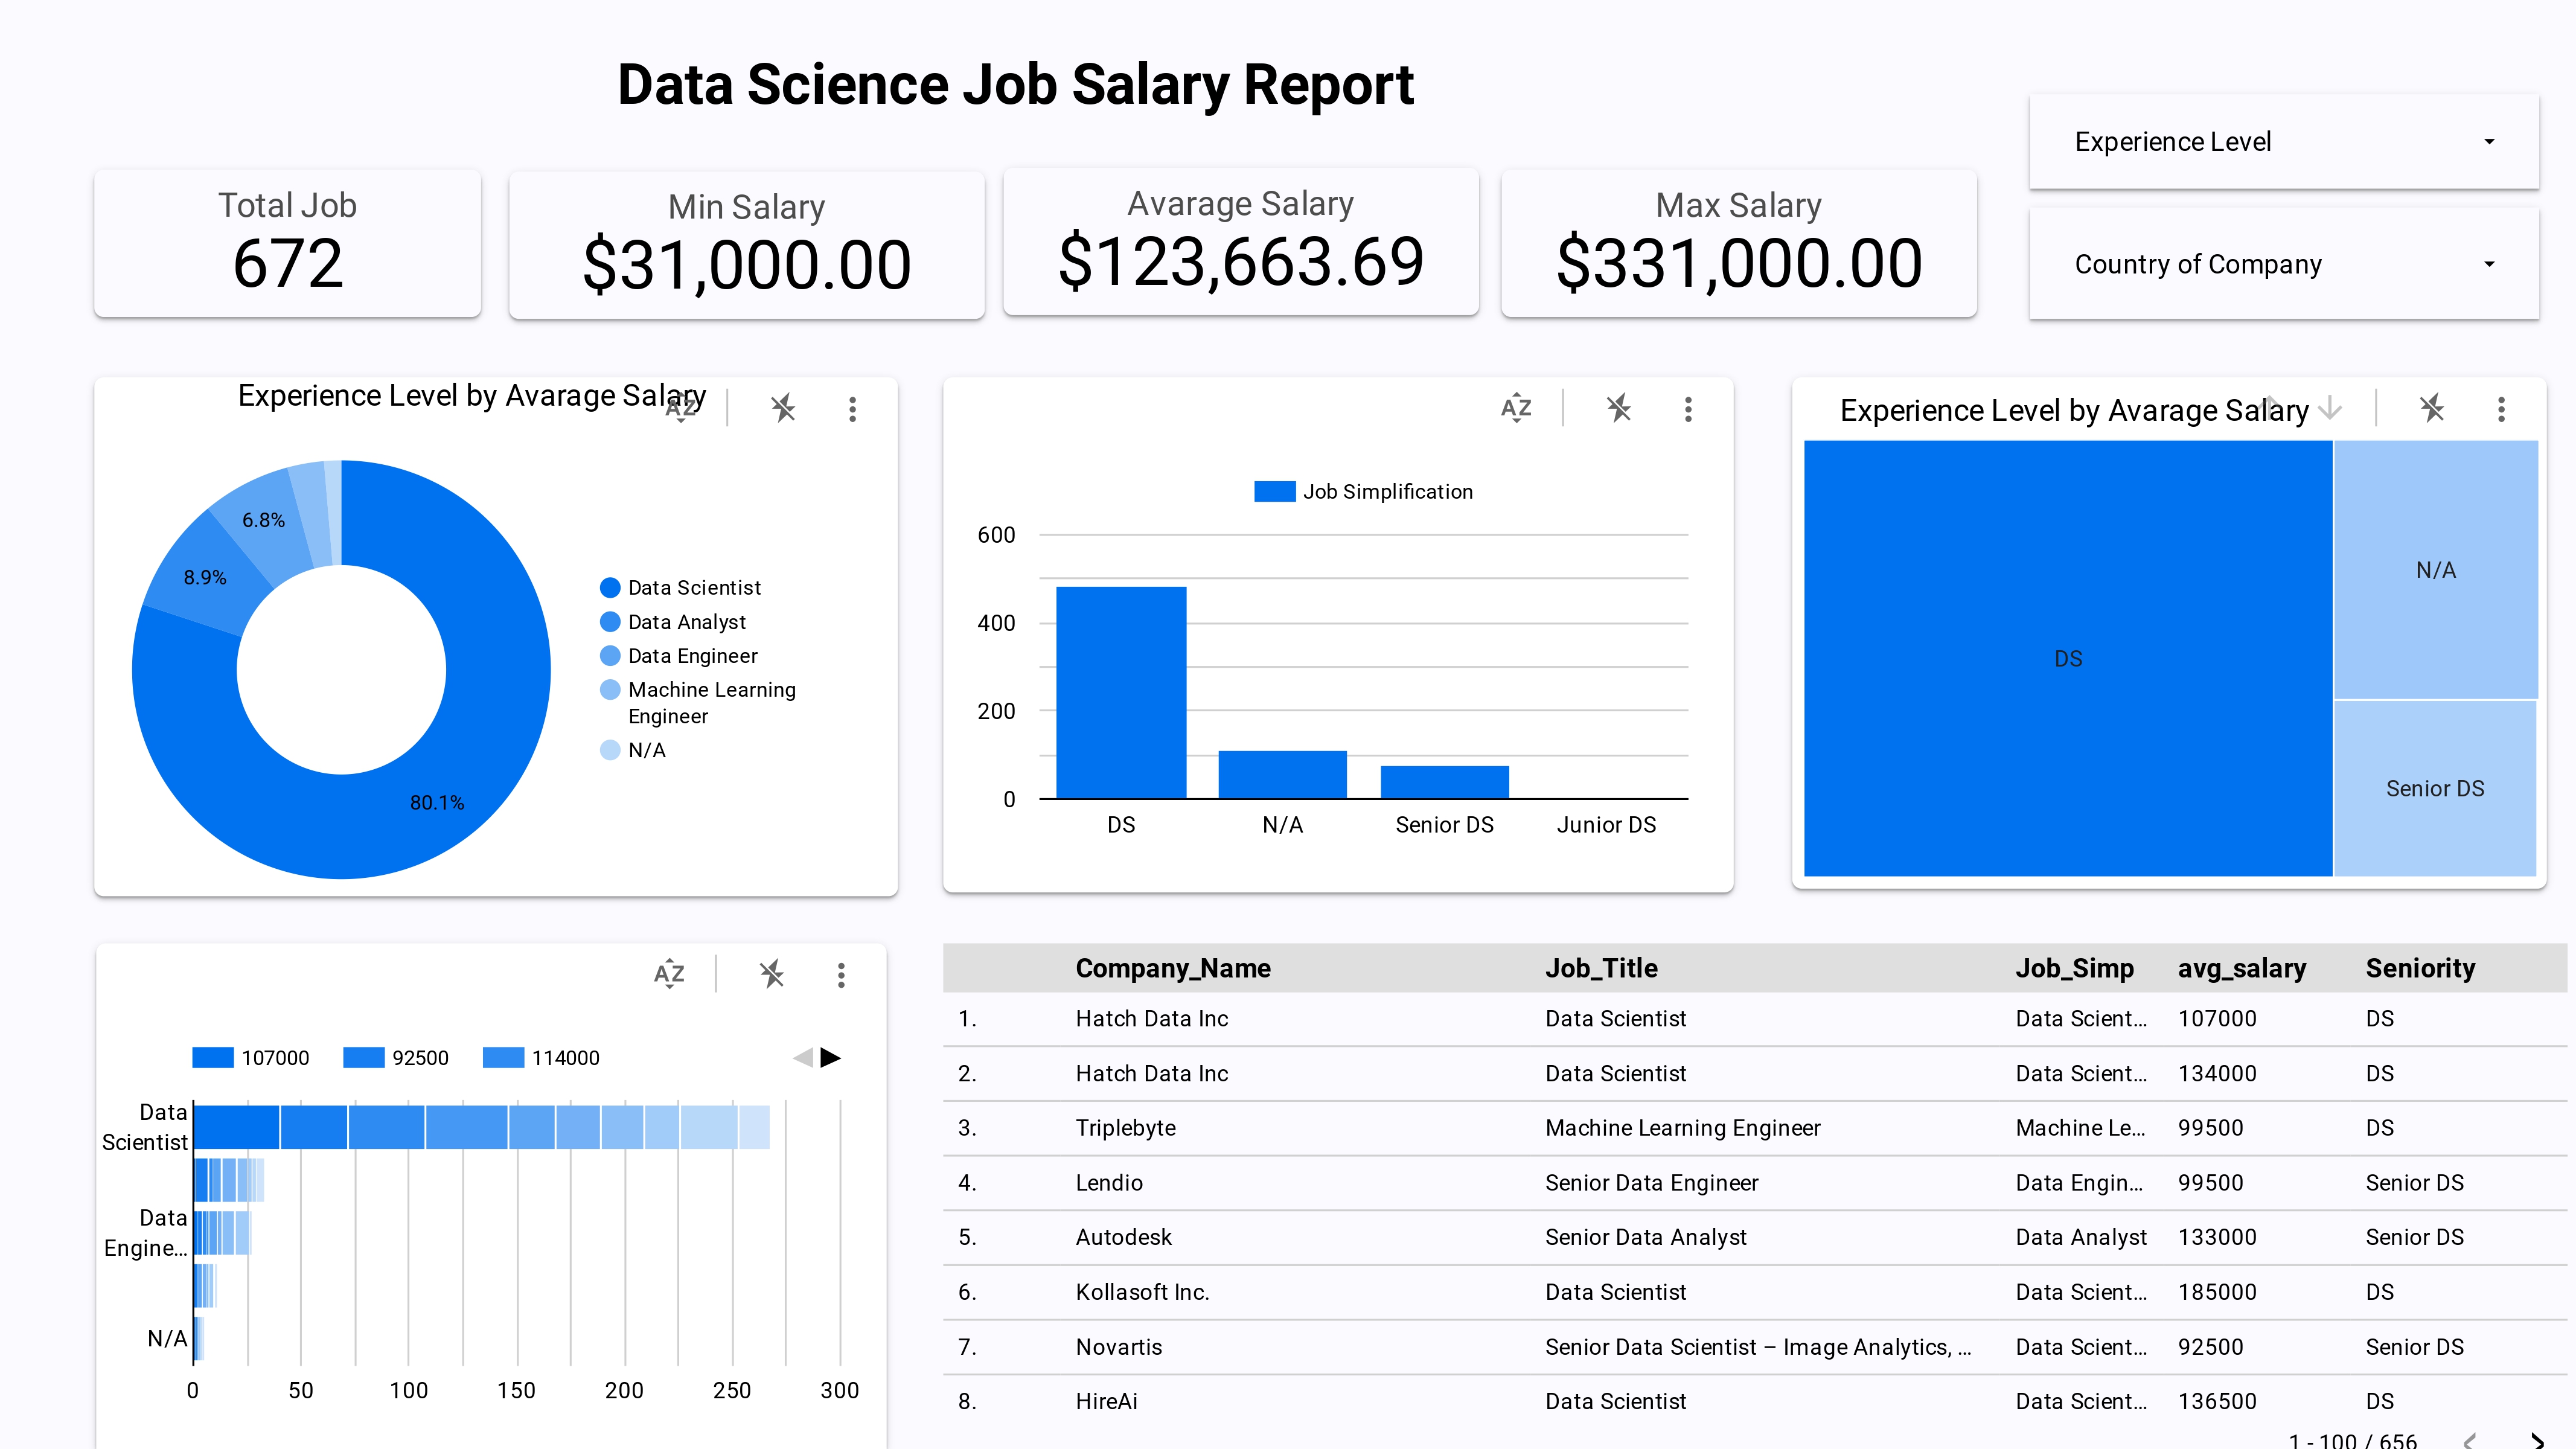 Data Science Job Salary Report
Experience Level
Country of Company
Total Job
672
Min Salary
$31,000.00
Avarage Salary
$123,663.69
Max Salary
$331,000.00
Experience Level by Avarage Salary
AZ
6.8%
8.9%
80.1%
Data Scientist
Data Analyst
Data Engineer
Machine Learning
Engineer
N/A
AZ
Job Simplification
600
400
200
0
DS
N/A
Senior DS
Junior DS
Experience Level by Avarage Salary
DS
N/A
Senior DS
AZ
107000
92500
114000
Data
Scientist
Data
Engine...
N/A
0 50 100 150 200 250 300
Company_Name Job_Title Job_Simp avg_salary Seniority
1. Hatch Data Inc Data Scientist Data Scient... 107000 DS
2. Hatch Data Inc Data Scientist Data Scient... 134000 DS
3. Triplebyte Machine Learning Engineer Machine Le... 99500 DS
4. Lendio Senior Data Engineer Data Engin... 99500 Senior DS
5. Autodesk Senior Data Analyst Data Analyst 133000 Senior DS
6. Kollasoft Inc. Data Scientist Data Scient... 185000 DS
7. Novartis Senior Data Scientist – Image Analytics, ... Data Scient... 92500 Senior DS
8. HireAi Data Scientist Data Scient... 136500 DS
1 - 100 / 656